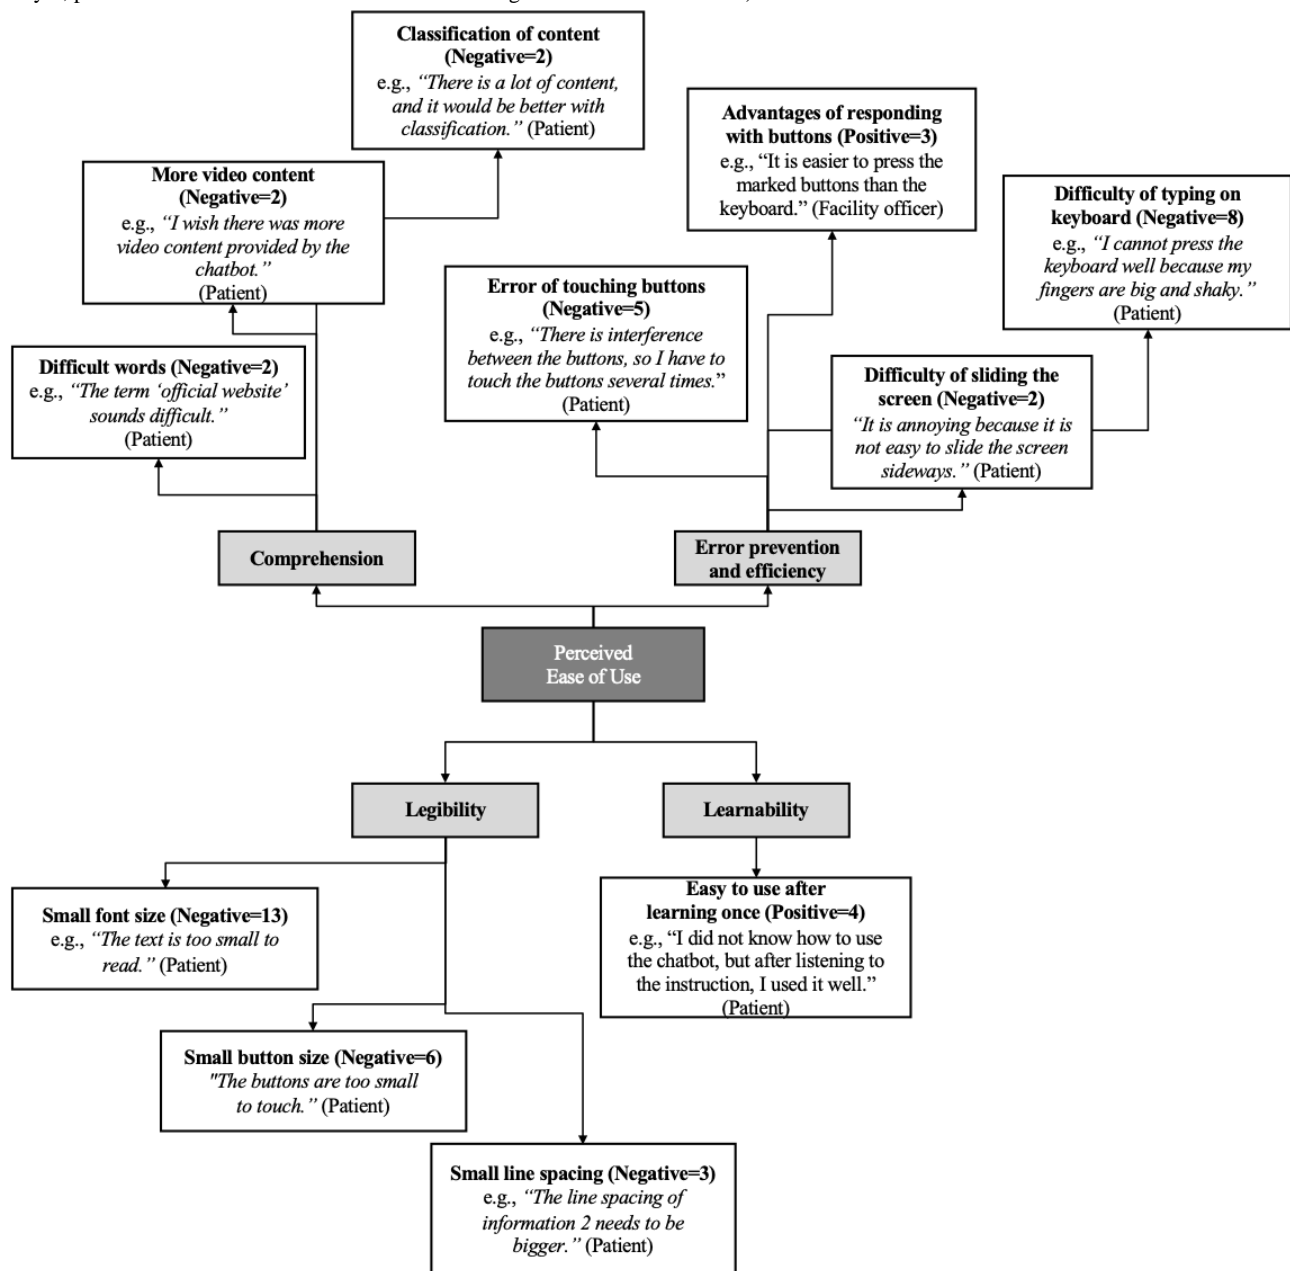 Classification of content
(Negative=2)
e.g., “There is a lot of content,
and it would be better with
classification.” (Patient)
Advantages of responding
with buttons (Positive=3)
e.g., “It is easier to press the
marked buttons than the
keyboard.” (Facility officer)
More video content
(Negative=2)
e.g., “I wish there was more
video content provided by the
chatbot.”
(Patient)
Difficulty of typing on
keyboard (Negative=8)
e.g., “I cannot press the
keyboard well because my
fingers are big and shaky.”
(Patient)
Error of touching buttons
(Negative=5)
e.g., “There is interference
between the buttons, so I have to
touch the buttons several times.”
(Patient)
Difficult words (Negative=2)
e.g., “The term ‘official website’
sounds difficult.”
(Patient)
Difficulty of sliding the
screen (Negative=2)
“It is annoying because it is
not easy to slide the screen
sideways.” (Patient)
Comprehension
Error prevention
and efficiency
Perceived
Ease of Use
Legibility
Learnability
Small font size (Negative=13)
e.g., “The text is too small to
read.” (Patient)
Easy to use after
learning once (Positive=4)
e.g., “I did not know how to use
the chatbot, but after listening to
the instruction, I used it well.”
(Patient)
Small button size (Negative=6)
"The buttons are too small
to touch.” (Patient)
Small line spacing (Negative=3)
e.g., “The line spacing of
information 2 needs to be
bigger.” (Patient)